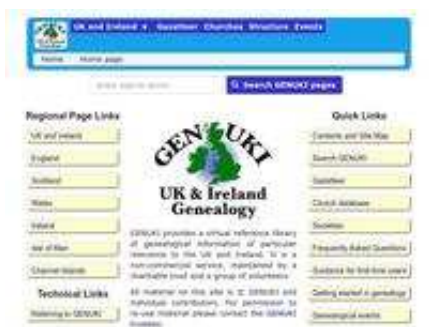 UK and Ireland Gazetteer Churches Structure Events
Home Home page
Search GENUKI pages
Regional Page Links
UK and Ireland
England
Scotland
Wales
Ireland
Isle of Man
Channel Islands
Technical Links
Referring to GENUKI
GENUKI
UK & Ireland
Genealogy
GENUKI provides a virtual reference library
of genealogical information of particular
relevance to the UK and Ireland. It is a
non-commercial service, maintained by a
charitable trust and a group of volunteers.
All material on this site is © GENUKI and
individual contributors. For permission to
re-use material please contact the GENUKI
trustees.
Quick Links
Contents and Site Map
Search GENUKI
Gazetteer
Church database
Societies
Frequently Asked Questions
Guidance for first-time users
Getting started in genealogy
Genealogical events